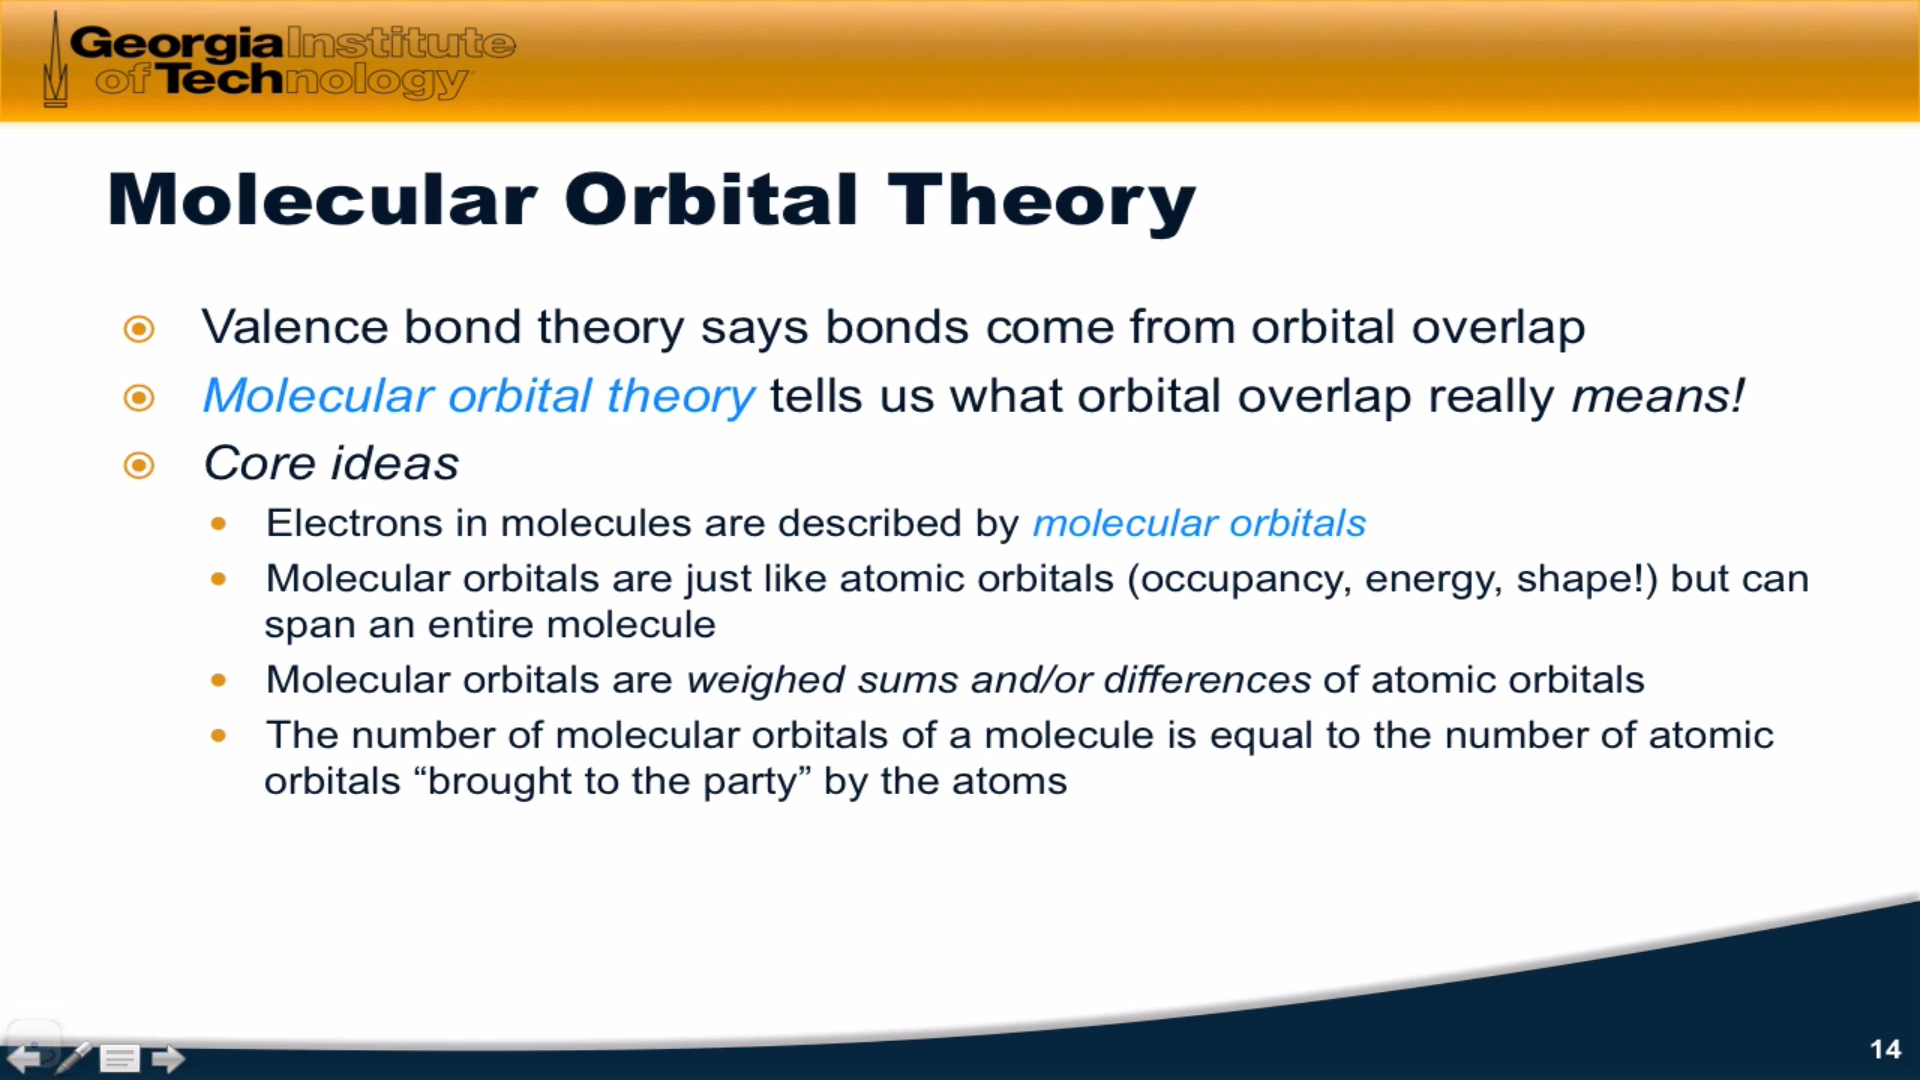 Georgia Institute
of Technology
Molecular Orbital Theory
Valence bond theory says bonds come from orbital overlap
Molecular orbital theory tells us what orbital overlap really means!
Core ideas
Electrons in molecules are described by molecular orbitals
Molecular orbitals are just like atomic orbitals (occupancy, energy, shape!) but can
span an entire molecule
Molecular orbitals are weighed sums and/or differences of atomic orbitals
The number of molecular orbitals of a molecule is equal to the number of atomic
orbitals “brought to the party” by the atoms
14